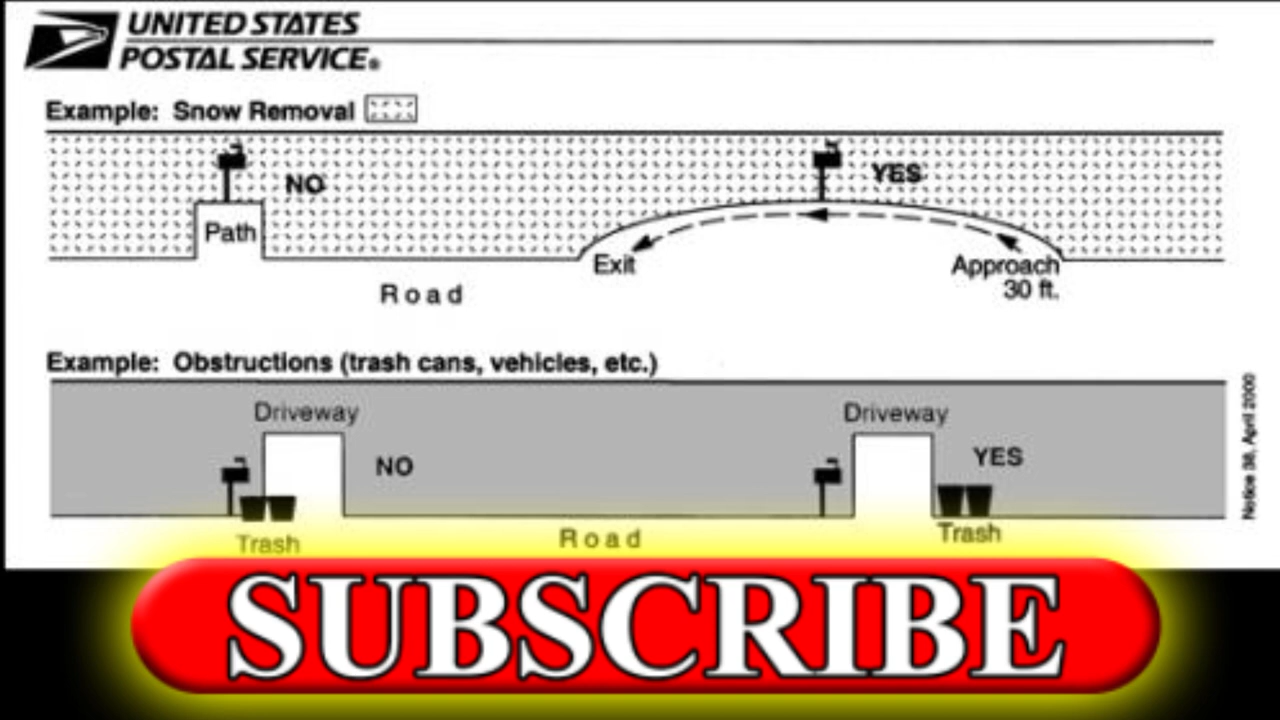 UNITED STATES
POSTAL SERVICE®
Example: Snow Removal
NO
YES
Path
Exit
Approach
30 ft.
Road
Example: Obstructions (trash cans, vehicles, etc.)
Driveway
Driveway
NO
YES
Trash
Road
Trash
Notice 38, April 2000
SUBSCRIBE